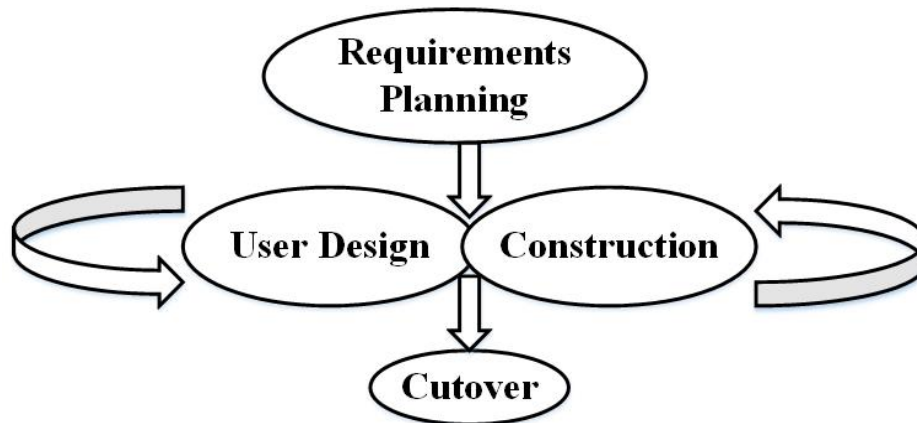 Requirements
Planning
User Design
Construction
Cutover